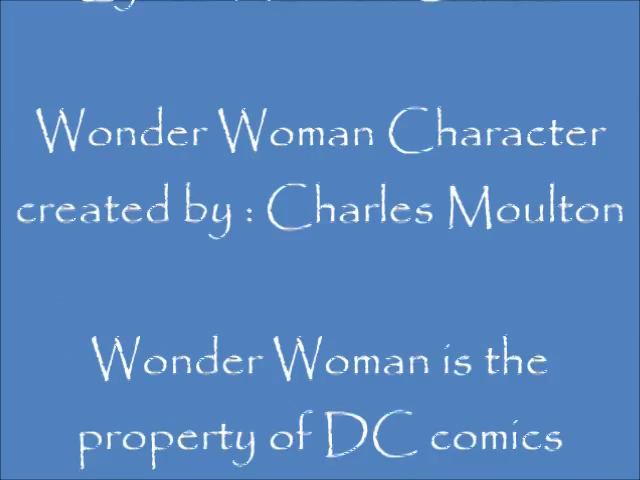 Wonder Woman Character
created by : Charles Moulton
Wonder Woman is the
property of DC comics